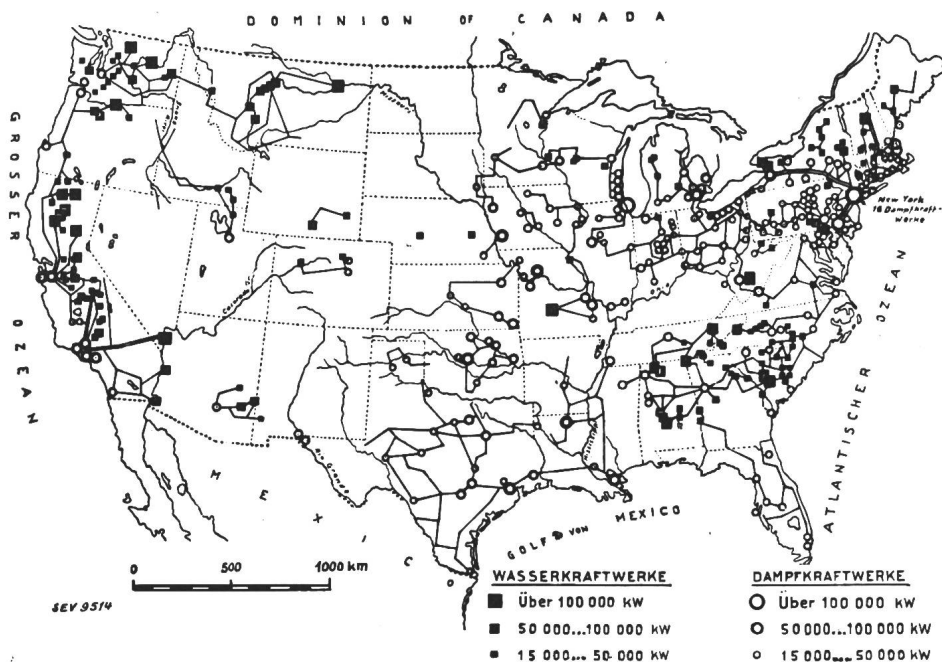 DOMINION OF CANADA
GROSSER OZEAN
New York
16 Dampfkraft-
werke
ATLANTISCHER OZEAN
MEXICO
GOLF VON MEXICO
0 500 1000 km
SEV 9514
WASSERKRAFTWERKE
Über 100 000 kW
50 000...100 000 kW
15 000... 50 000 kW
DAMPFKRAFTWERKE
Über 100 000 kW
50 000...100 000 kW
15 000... 50 000 kW